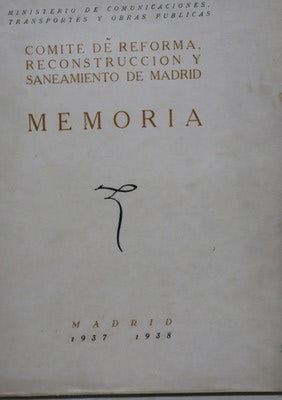 MINISTERIO DE COMUNICACIONES,
TRANSPORTES Y OBRAS PUBLICAS
COMITE DE REFORMA,
RECONSTRUCCION Y
SANEAMIENTO DE MADRID
MEMORIA
MADRID
1937 1938